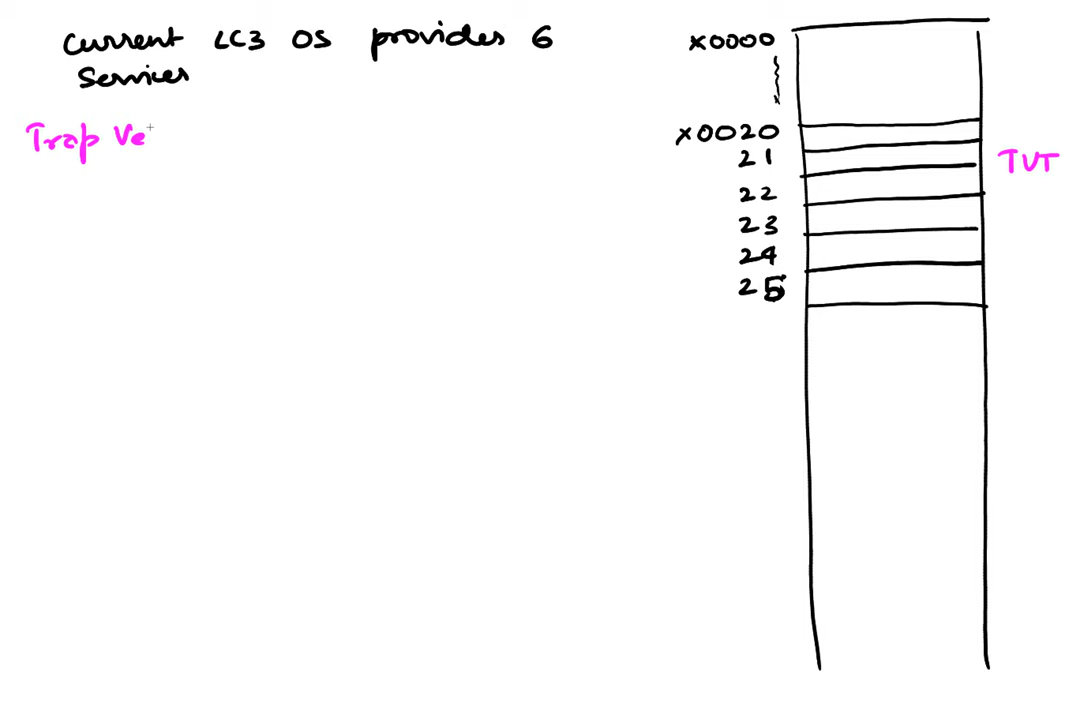 Current LC3 OS provides 6
Services
Trap Ve
x0000
x0020
21
22
23
24
25
TVT